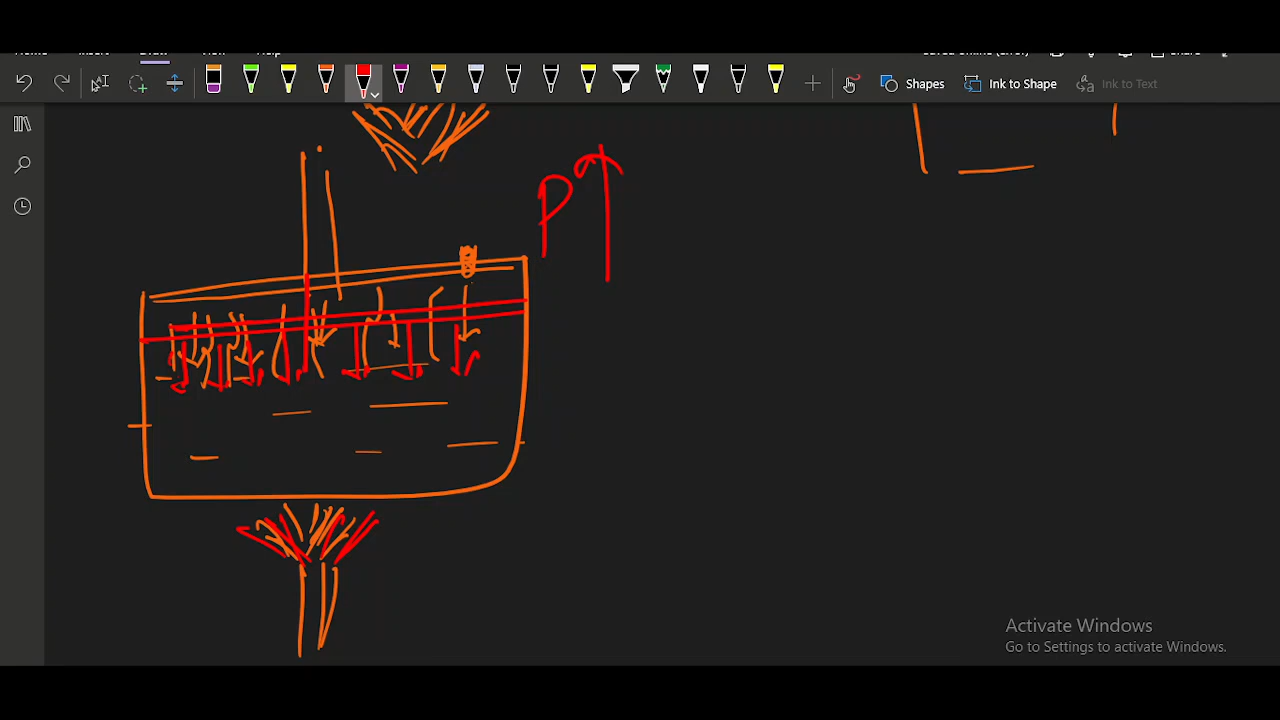 Shapes
Ink to Shape
Ink to Text
P
Activate Windows
Go to Settings to activate Windows.